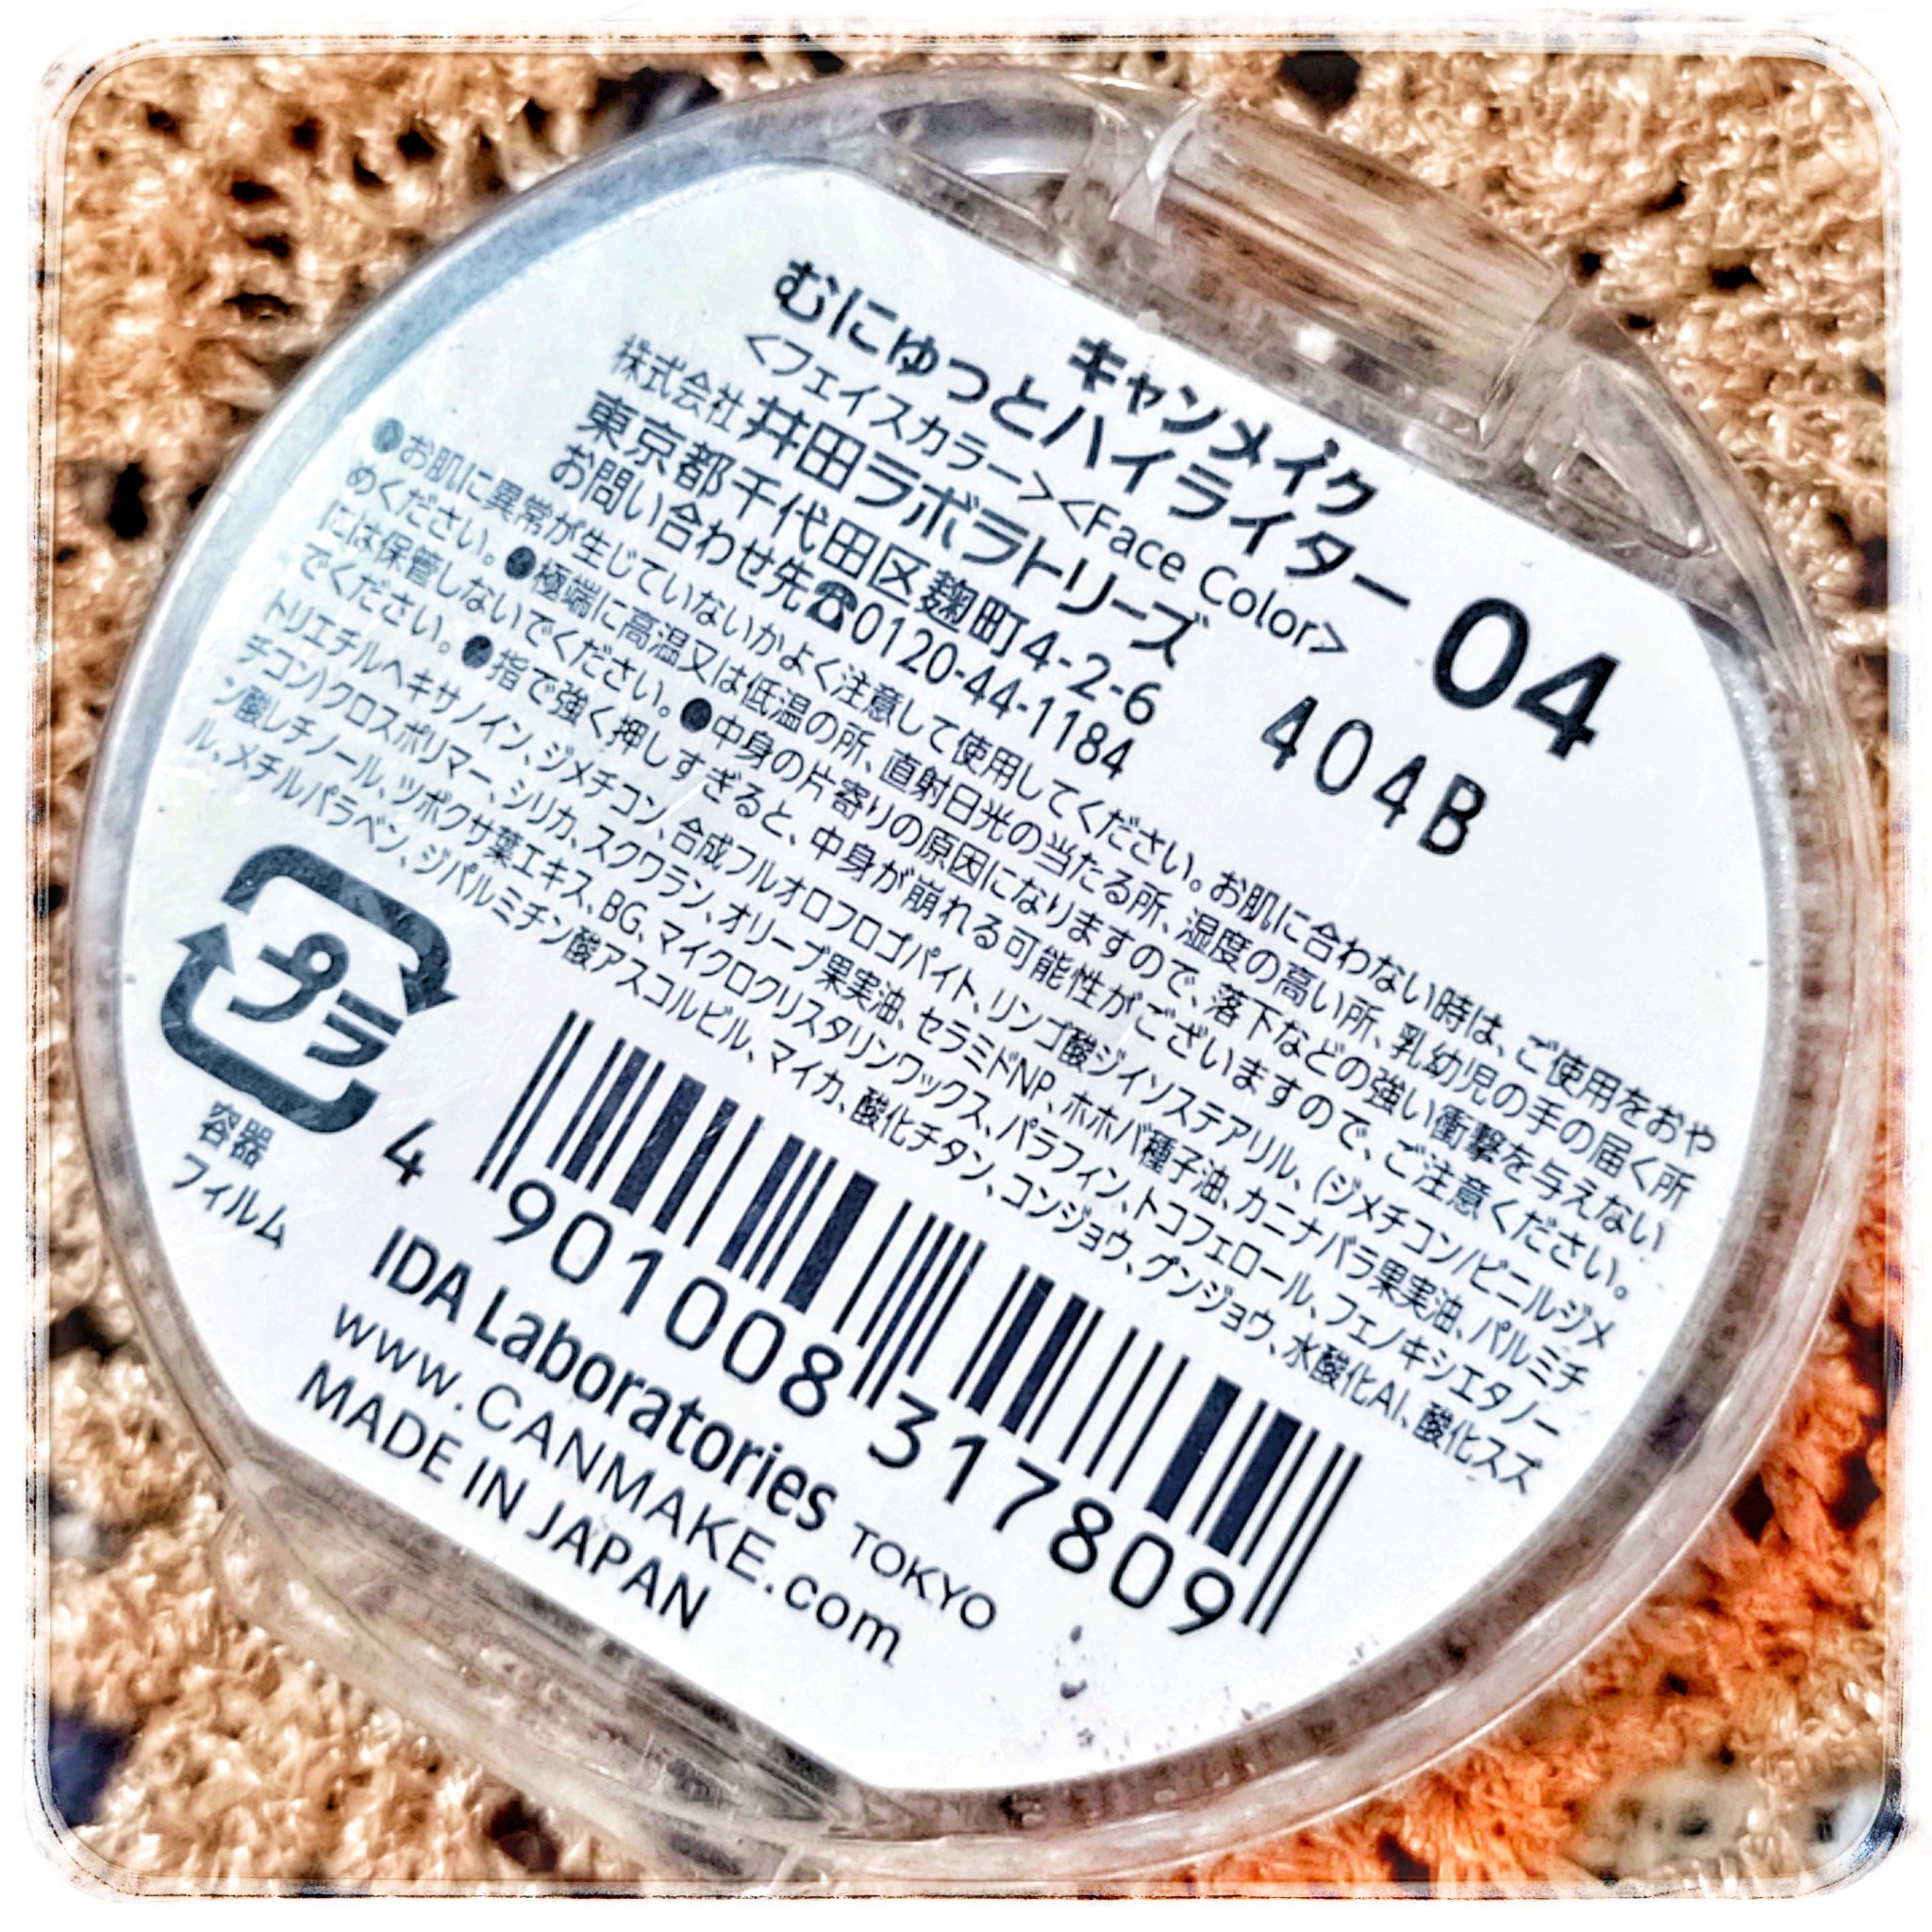 キャンメイク
むにゅっとハイライター 04
<フェイスカラー><Face Color>
404B
株式会社 井田ラボラトリーズ
東京都千代田区麹町4-2-6
お問い合わせ先☎0120-44-1184
●お肌に異常が生じていないかよく注意して使用してください。お肌に合わない時は、ご使用をおや
めください。●極端に高温又は低温の所、直射日光の当たる所、湿度の高い所、乳幼児の手の届く所
には保管しないでください。●中身の片寄りの原因になりますので、落下などの強い衝撃を与えない
でください。●指で強く押しすぎると、中身が崩れる可能性がございますので、ご注意ください。
トリエチルヘキサノイン、ジメチコン、合成フルオロフロゴパイト、リンゴ酸ジイソステアリル、(ジメチコン/ビニルジメ
チコン)クロスポリマー、シリカ、スクワラン、オリーブ果実油、セラミドNP、ホホバ種子油、カニナバラ果実油、パルミチ
ン酸レチノール、ツボクサ葉エキス、BG、マイクロクリスタリンワックス、パラフィン、トコフェロール、フェノキシエタノー
ル、メチルパラベン、ジパルミチン酸アスコルビル、マイカ、酸化チタン、コンジョウ、グンジョウ、水酸化Al、酸化スズ
プラ
容器
フィルム
4 901008 317809
IDA Laboratories TOKYO
www.CANMAKE.com
MADE IN JAPAN